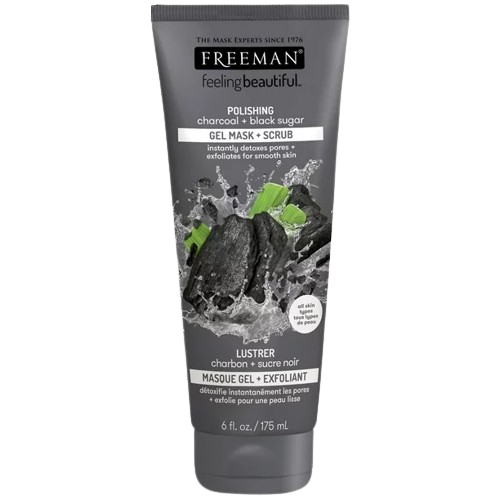 THE MASK EXPERTS SINCE 1976
FREEMAN®
feeling beautiful™
POLISHING
charcoal + black sugar
GEL MASK + SCRUB
instantly detoxes pores +
exfoliates for smooth skin
all skin
types
tous types
de peau
LUSTRER
charbon + sucre noir
MASQUE GEL + EXFOLIANT
détoxifie instantanément les pores
+ exfolie pour une peau lisse
6 fl. oz. / 175 mL